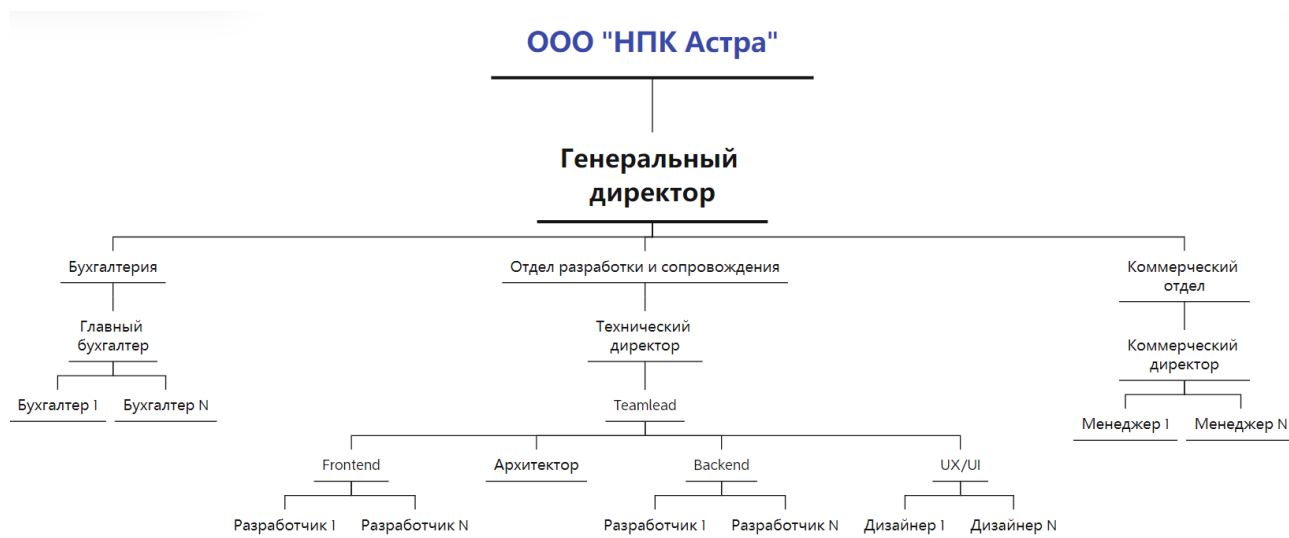 ООО "НПК Астра"
Генеральный
директор
Бухгалтерия
Отдел разработки и сопровождения
Коммерческий
отдел
Главный
бухгалтер
Технический
директор
Коммерческий
директор
Бухгалтер 1
Бухгалтер N
Teamlead
Менеджер 1
Менеджер N
Frontend
Архитектор
Backend
UX/UI
Разработчик 1
Разработчик N
Разработчик 1
Разработчик N
Дизайнер 1
Дизайнер N